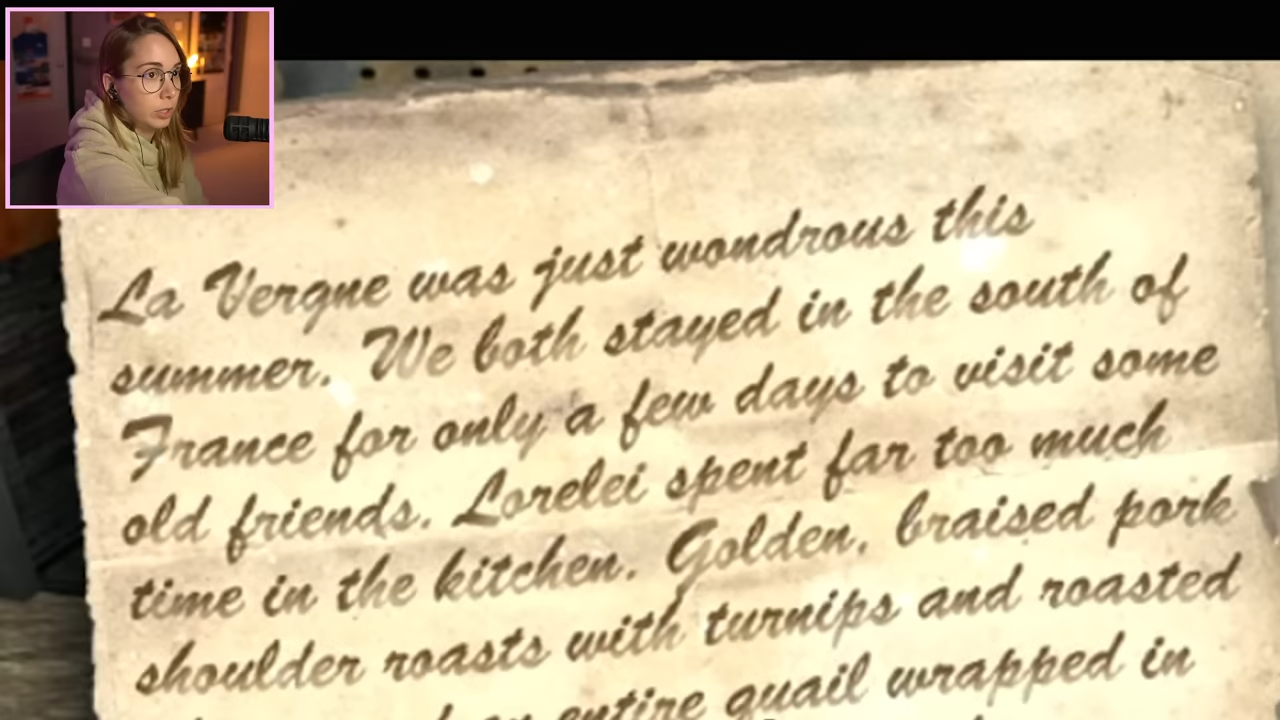 La Vergne was just wondrous this
summer. We both stayed in the south of
France for only a few days to visit some
old friends. Lorelei spent far too much
time in the kitchen. Golden, braised pork
shoulder roasts with turnips and roasted
entire quail wrapped in